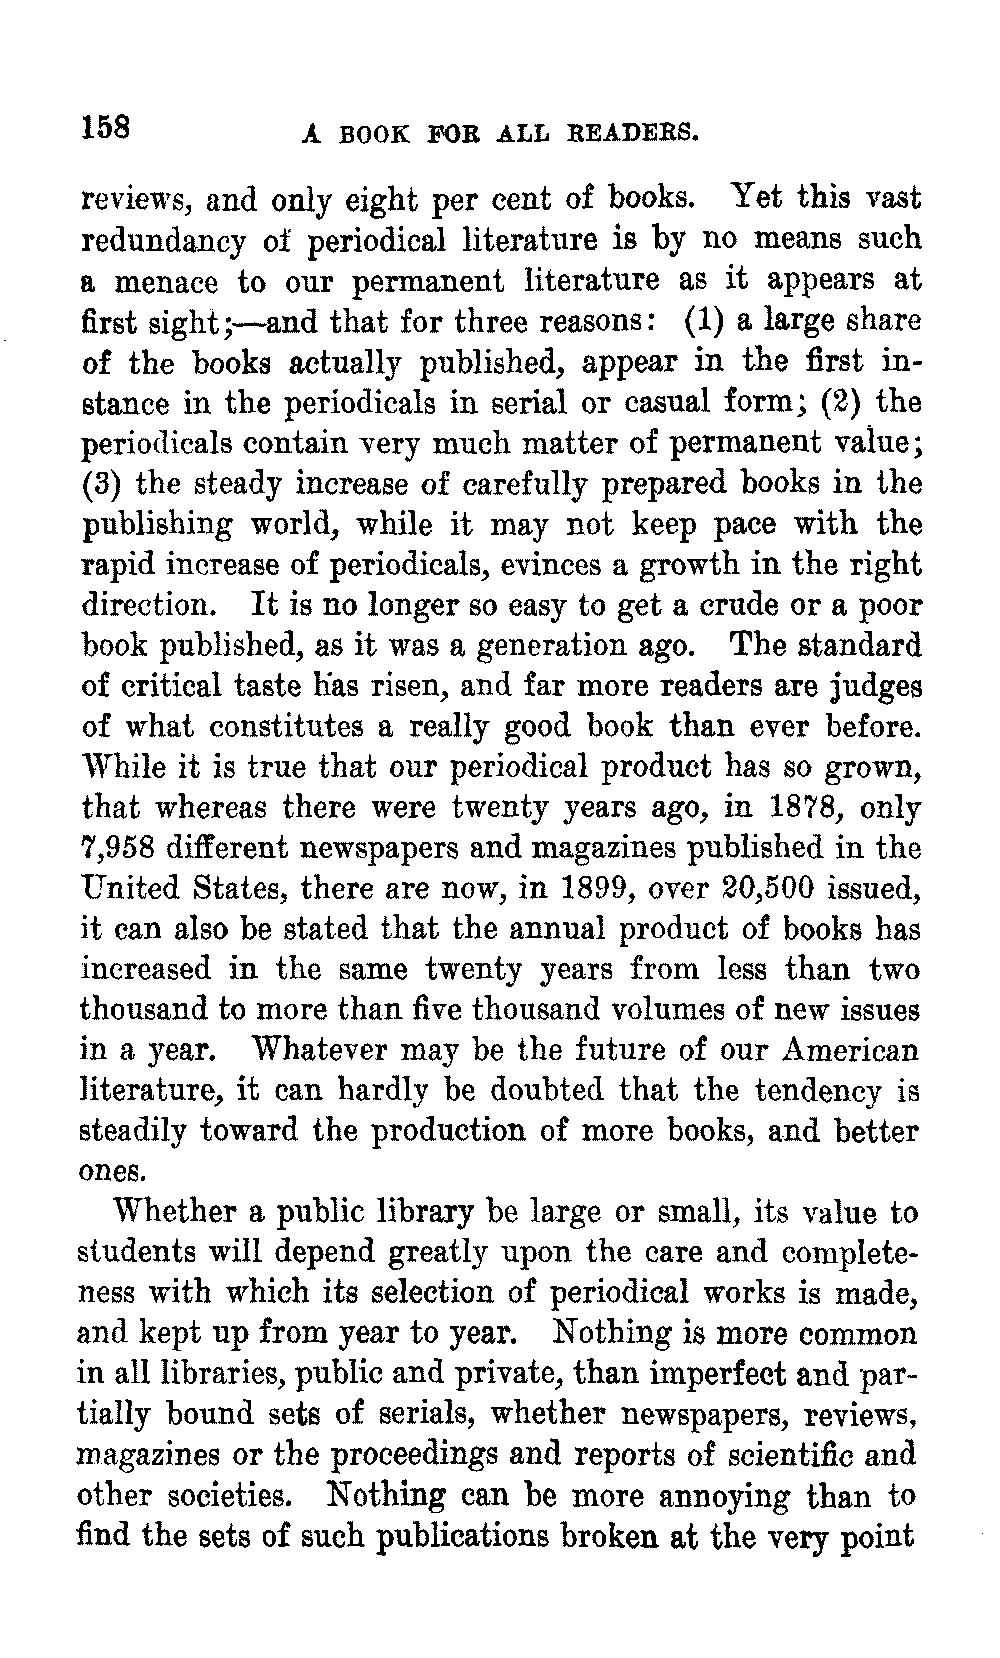 158
A BOOK FOR ALL READERS.
reviews, and only eight per cent of books. Yet this vast
redundancy of periodical literature is by no means such
a menace to our permanent literature as it appears at
first sight;—and that for three reasons: (1) a large share
of the books actually published, appear in the first in-
stance in the periodicals in serial or casual form; (2) the
periodicals contain very much matter of permanent value;
(3) the steady increase of carefully prepared books in the
publishing world, while it may not keep pace with the
rapid increase of periodicals, evinces a growth in the right
direction. It is no longer so easy to get a crude or a poor
book published, as it was a generation ago. The standard
of critical taste has risen, and far more readers are judges
of what constitutes a really good book than ever before.
While it is true that our periodical product has so grown,
that whereas there were twenty years ago, in 1878, only
7,958 different newspapers and magazines published in the
United States, there are now, in 1899, over 20,500 issued,
it can also be stated that the annual product of books has
increased in the same twenty years from less than two
thousand to more than five thousand volumes of new issues
in a year. Whatever may be the future of our American
literature, it can hardly be doubted that the tendency is
steadily toward the production of more books, and better
ones.
Whether a public library be large or small, its value to
students will depend greatly upon the care and complete-
ness with which its selection of periodical works is made,
and kept up from year to year. Nothing is more common
in all libraries, public and private, than imperfect and par-
tially bound sets of serials, whether newspapers, reviews,
magazines or the proceedings and reports of scientific and
other societies. Nothing can be more annoying than to
find the sets of such publications broken at the very point